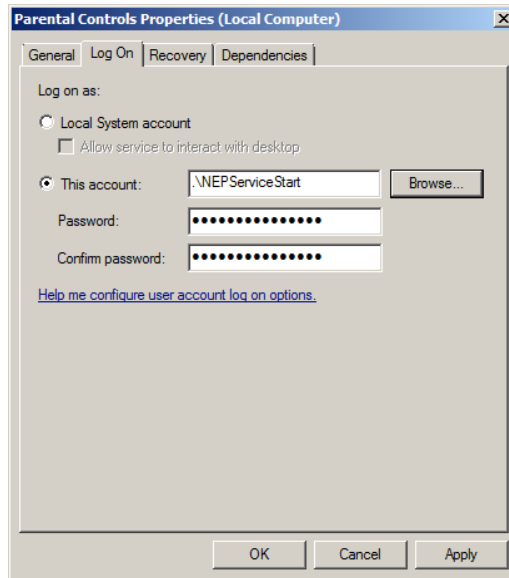 Parental Controls Properties (Local Computer)
General Log On Recovery Dependencies
Log on as:
Local System account
Allow service to interact with desktop
This account: .\NEPServiceStart Browse...
Password: ●●●●●●●●●●●●●●●
Confirm password: ●●●●●●●●●●●●●●●
Help me configure user account log on options.
OK Cancel Apply